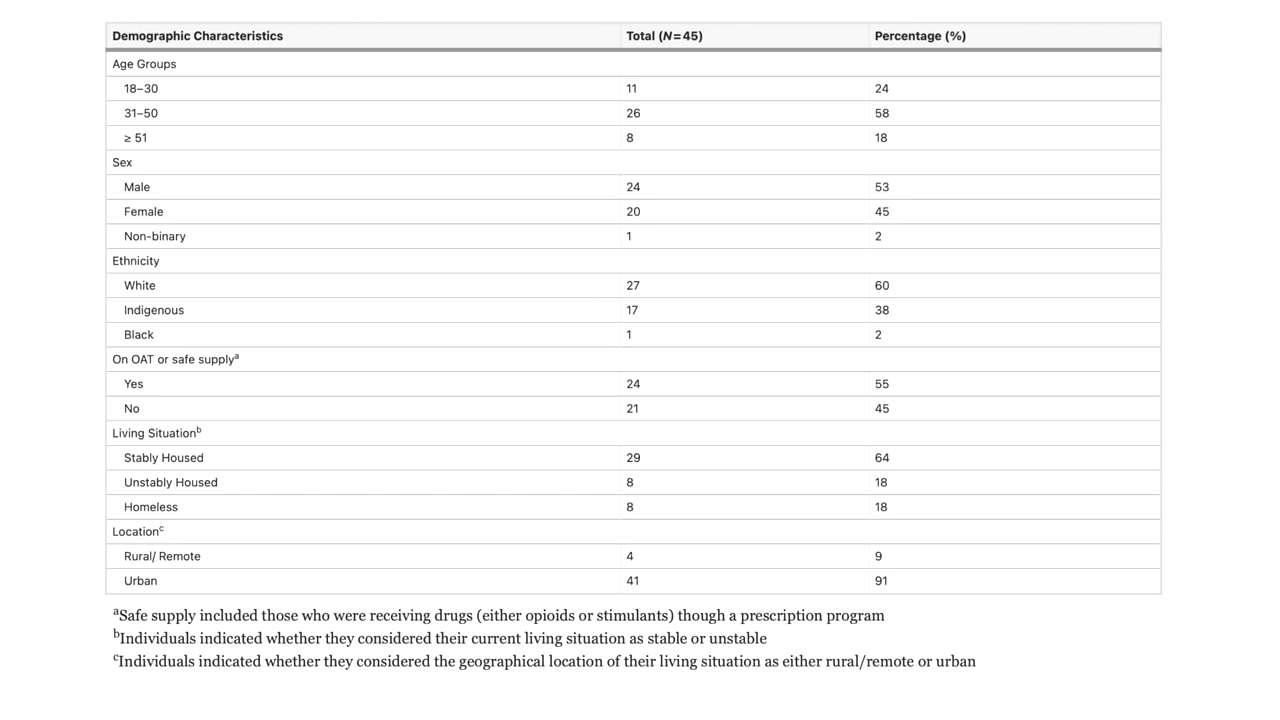 Demographic Characteristics Total (N=45) Percentage (%)
Age Groups
18–30 11 24
31–50 26 58
≥ 51 8 18
Sex
Male 24 53
Female 20 45
Non-binary 1 2
Ethnicity
White 27 60
Indigenous 17 38
Black 1 2
On OAT or safe supplyᵃ
Yes 24 55
No 21 45
Living Situationᵇ
Stably Housed 29 64
Unstably Housed 8 18
Homeless 8 18
Locationᶜ
Rural/ Remote 4 9
Urban 41 91
ᵃSafe supply included those who were receiving drugs (either opioids or stimulants) though a prescription program
ᵇIndividuals indicated whether they considered their current living situation as stable or unstable
ᶜIndividuals indicated whether they considered the geographical location of their living situation as either rural/remote or urban